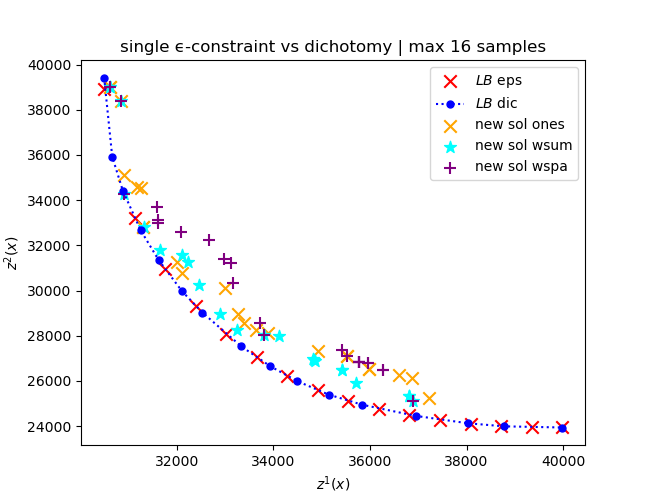 single ϵ-constraint vs dichotomy | max 16 samples
40000
38000
36000
34000
32000
30000
28000
26000
24000
z²(x)
LB eps
LB dic
new sol ones
new sol wsum
new sol wspa
32000 34000 36000 38000 40000
z¹(x)